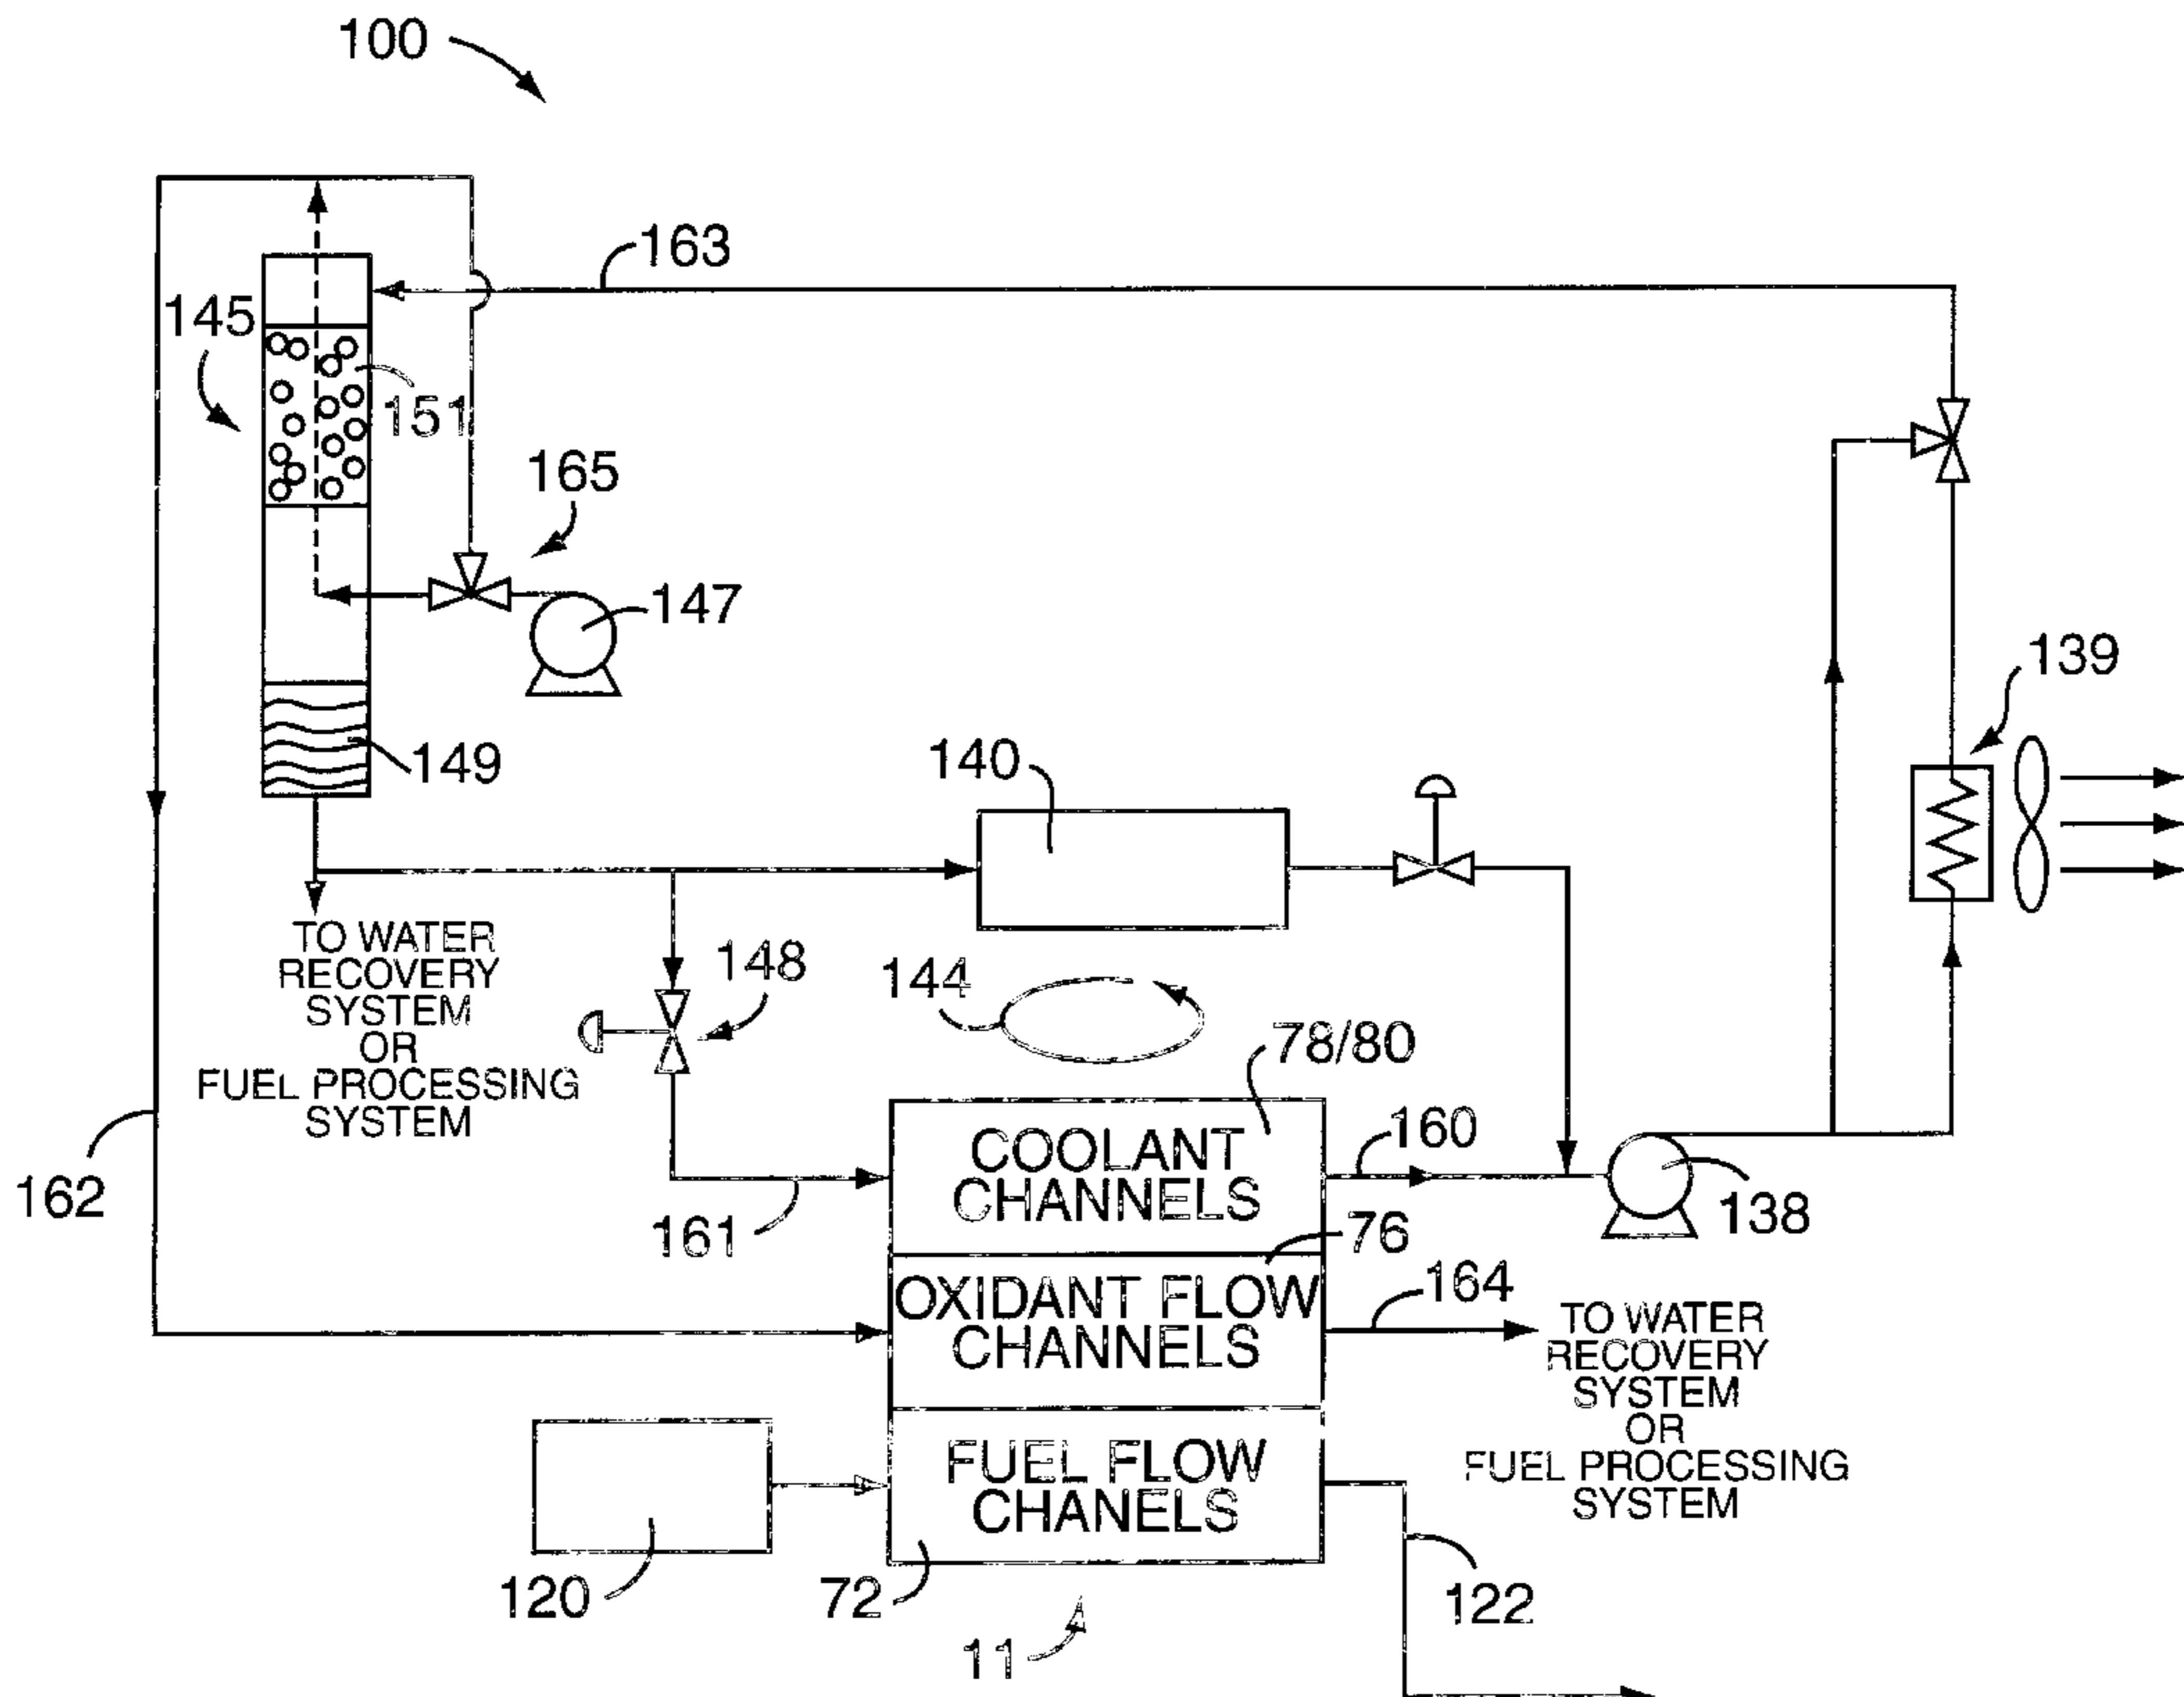 100
163
145
151
165
147
139
149
140
TO WATER
RECOVERY
SYSTEM
OR
FUEL PROCESSING
SYSTEM
148
144
78/80
COOLANT
CHANNELS
160
162
161
138
76
OXIDANT FLOW
CHANNELS
164
TO WATER
RECOVERY
SYSTEM
OR
FUEL PROCESSING
SYSTEM
FUEL FLOW
CHANELS
120
72
122
11